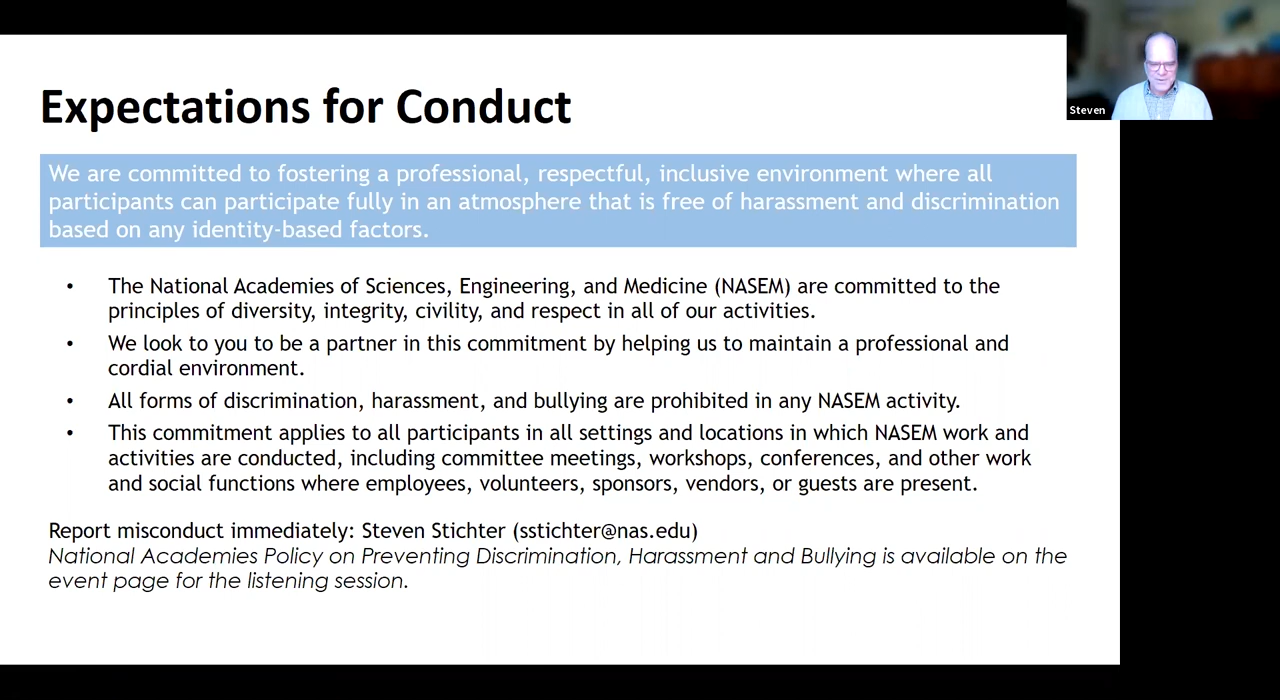 Expectations for Conduct
Steven
We are committed to fostering a professional, respectful, inclusive environment where all
participants can participate fully in an atmosphere that is free of harassment and discrimination
based on any identity-based factors.
• The National Academies of Sciences, Engineering, and Medicine (NASEM) are committed to the
principles of diversity, integrity, civility, and respect in all of our activities.
• We look to you to be a partner in this commitment by helping us to maintain a professional and
cordial environment.
• All forms of discrimination, harassment, and bullying are prohibited in any NASEM activity.
• This commitment applies to all participants in all settings and locations in which NASEM work and
activities are conducted, including committee meetings, workshops, conferences, and other work
and social functions where employees, volunteers, sponsors, vendors, or guests are present.
Report misconduct immediately: Steven Stichter (sstichter@nas.edu)
National Academies Policy on Preventing Discrimination, Harassment and Bullying is available on the
event page for the listening session.